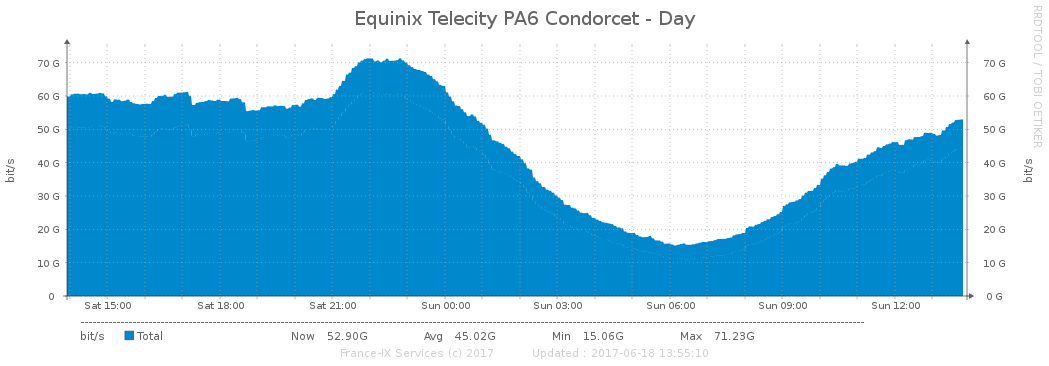 Equinix Telecity PA6 Condorcet - Day
RRDTOOL / TOBI OETIKER
bit/s
bit/s
70 G 70 G
60 G 60 G
50 G 50 G
40 G 40 G
30 G 30 G
20 G 20 G
10 G 10 G
0 0 G
Sat 15:00 Sat 18:00 Sat 21:00 Sun 00:00 Sun 03:00 Sun 06:00 Sun 09:00 Sun 12:00
bit/s Total Now 52.90G Avg 45.02G Min 15.06G Max 71.23G
France-IX Services (c) 2017 Updated : 2017-06-18 13:55:10